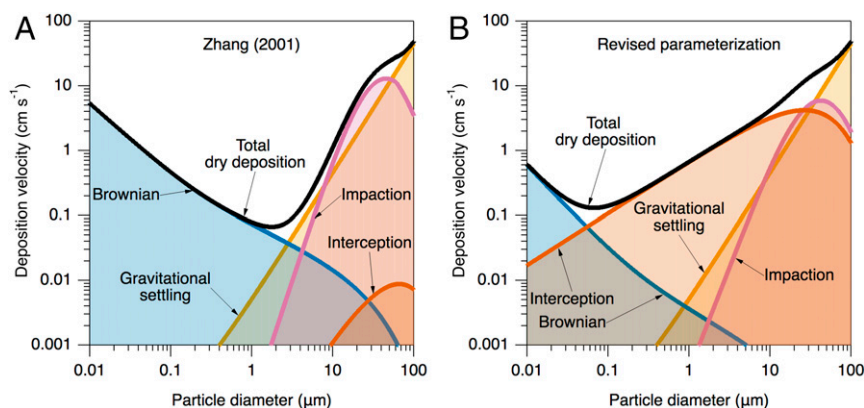 A
Zhang (2001)
Deposition velocity (cm s⁻¹)
100
10
1
0.1
0.01
0.001
Total
dry deposition
Brownian
Impaction
Interception
Gravitational
settling
0.01
0.1
1
10
100
Particle diameter (μm)
B
Revised parameterization
Deposition velocity (cm s⁻¹)
100
10
1
0.1
0.01
0.001
Total
dry deposition
Gravitational
settling
Impaction
Interception
Brownian
0.01
0.1
1
10
100
Particle diameter (μm)